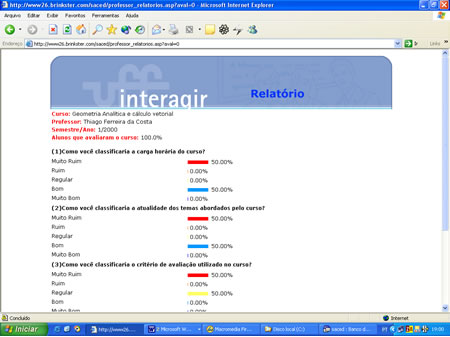 http://www26.brinkster.com/saced/professor_relatorios.asp?aval=0 - Microsoft Internet Explorer
Arquivo Editar Exibir Favoritos Ferramentas Ajuda
Endereço http://www26.brinkster.com/saced/professor_relatorios.asp?aval=0 Ir Links
uff
interagir
Relatório
Curso: Geometria Analítica e cálculo vetorial
Professor: Thiago Ferreira da Costa
Semestre/Ano: 1/2000
Alunos que avaliaram o curso: 100.0%
(1)Como você classificaria a carga horária do curso?
Muito Ruim 50.00%
Ruim 0.00%
Regular 0.00%
Bom 50.00%
Muito Bom 0.00%
(2)Como você classificaria a atualidade dos temas abordados pelo curso?
Muito Ruim 50.00%
Ruim 0.00%
Regular 0.00%
Bom 50.00%
Muito Bom 0.00%
(3)Como você classificaria o critério de avaliação utilizado no curso?
Muito Ruim 50.00%
Ruim 0.00%
Regular 50.00%
Bom 0.00%
Muito Bom 0.00%
Concluído Internet
Iniciar http://www26.... 2 Microsoft W... Macromedia Fir... Disco local (C:) saced : Banco d... PT 19:00